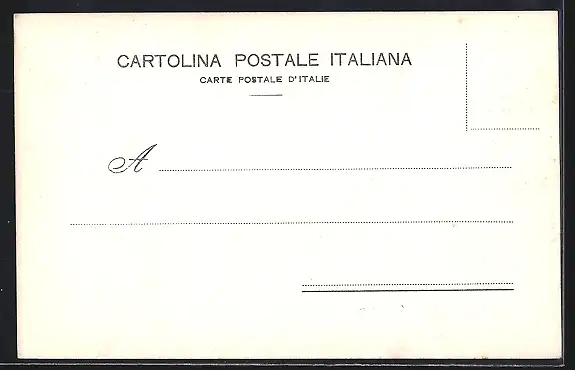 CARTOLINA POSTALE ITALIANA
CARTE POSTALE D'ITALIE
A